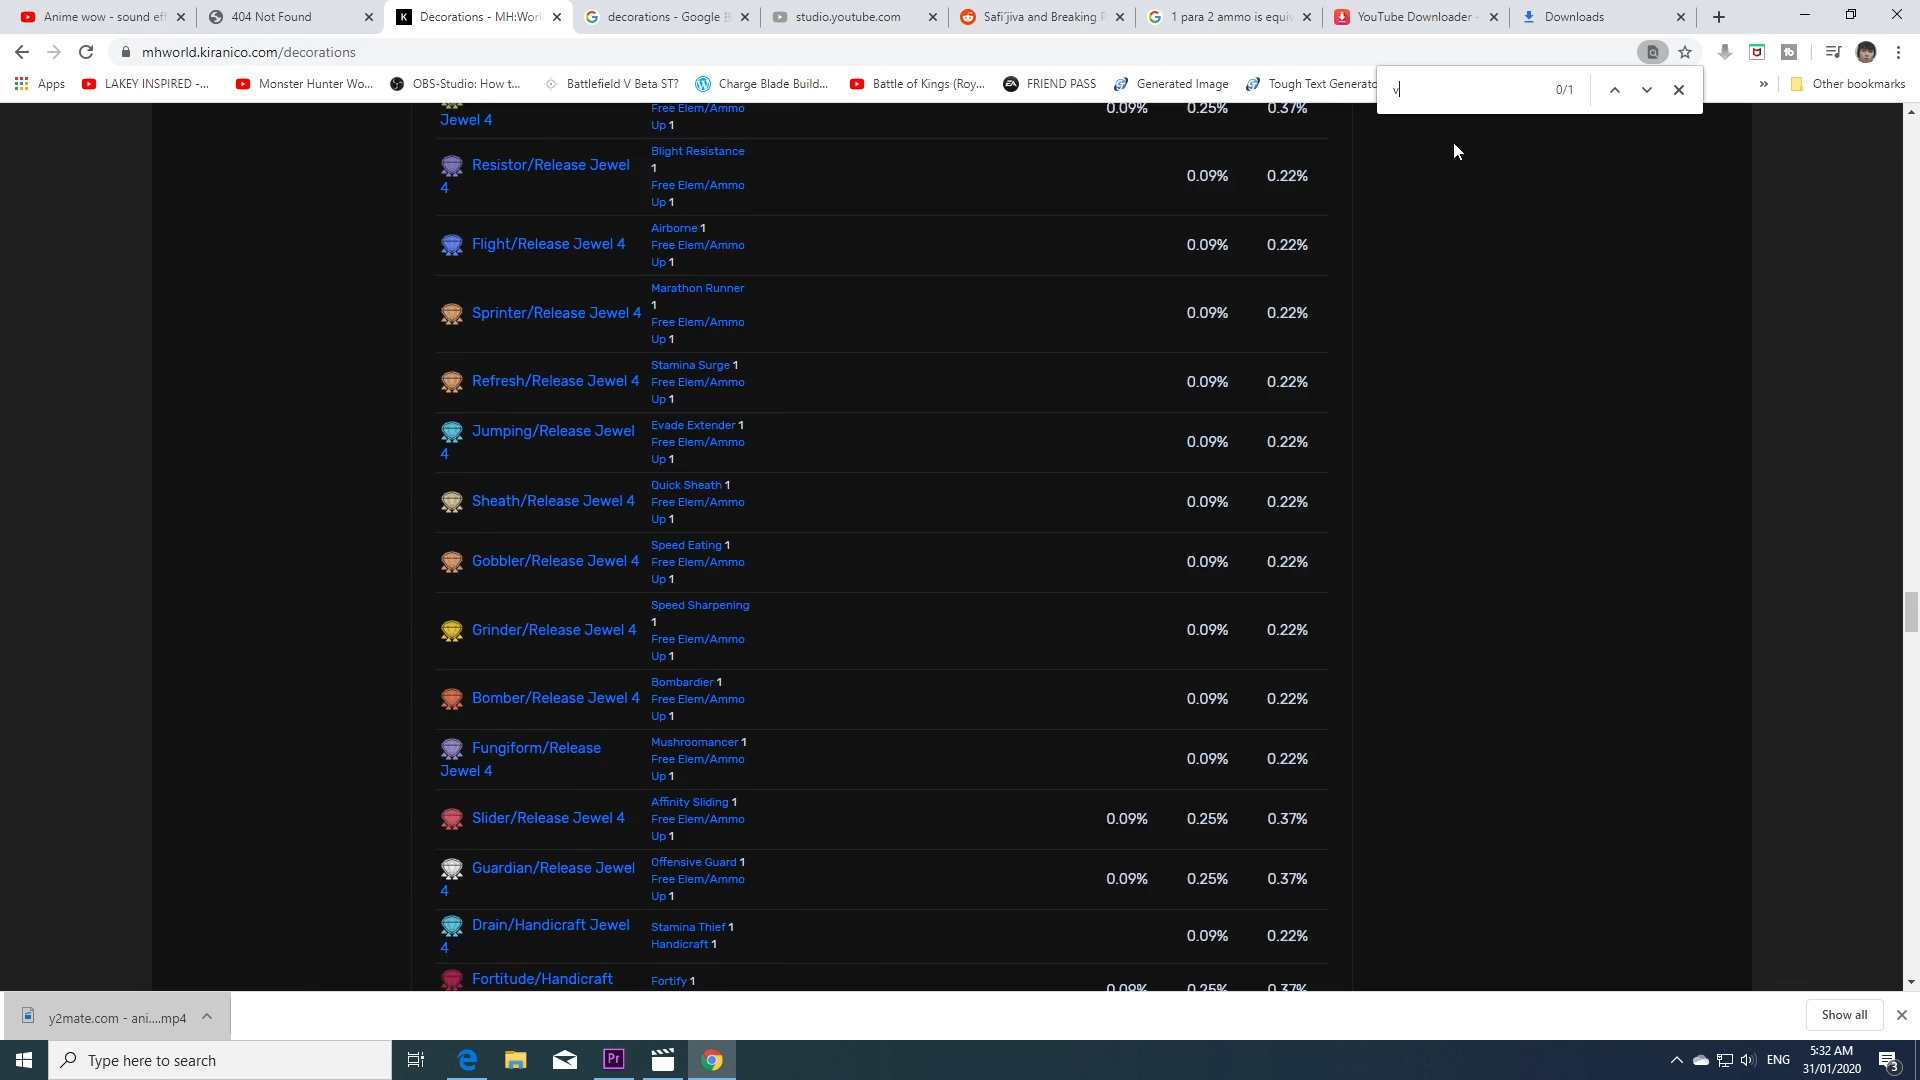 Anime wow - sound eff
404 Not Found
Decorations - MH:Worl
decorations - Google
studio.youtube.com
Safi'jiva and Breaking P
1 para 2 ammo is equiv
YouTube Downloader -
Downloads
mhworld.kiranico.com/decorations
Apps
LAKEY INSPIRED -...
Monster Hunter Wo...
OBS-Studio: How t...
Battlefield V Beta ST?
Charge Blade Build...
Battle of Kings (Roy...
FRIEND PASS
Generated Image
Tough Text Generato
Other bookmarks
v
0/1
Jewel 4
Free Elem/Ammo
Up 1
0.09% 0.25% 0.37%
Resistor/Release Jewel
4
Blight Resistance
1
Free Elem/Ammo
Up 1
0.09% 0.22%
Flight/Release Jewel 4
Airborne 1
Free Elem/Ammo
Up 1
0.09% 0.22%
Sprinter/Release Jewel 4
Marathon Runner
1
Free Elem/Ammo
Up 1
0.09% 0.22%
Refresh/Release Jewel 4
Stamina Surge 1
Free Elem/Ammo
Up 1
0.09% 0.22%
Jumping/Release Jewel
4
Evade Extender 1
Free Elem/Ammo
Up 1
0.09% 0.22%
Sheath/Release Jewel 4
Quick Sheath 1
Free Elem/Ammo
Up 1
0.09% 0.22%
Gobbler/Release Jewel 4
Speed Eating 1
Free Elem/Ammo
Up 1
0.09% 0.22%
Grinder/Release Jewel 4
Speed Sharpening
1
Free Elem/Ammo
Up 1
0.09% 0.22%
Bomber/Release Jewel 4
Bombardier 1
Free Elem/Ammo
Up 1
0.09% 0.22%
Fungiform/Release
Jewel 4
Mushroomancer 1
Free Elem/Ammo
Up 1
0.09% 0.22%
Slider/Release Jewel 4
Affinity Sliding 1
Free Elem/Ammo
Up 1
0.09% 0.25% 0.37%
Guardian/Release Jewel
4
Offensive Guard 1
Free Elem/Ammo
Up 1
0.09% 0.25% 0.37%
Drain/Handicraft Jewel
4
Stamina Thief 1
Handicraft 1
0.09% 0.22%
Fortitude/Handicraft
Fortify 1
0.09% 0.25% 0.37%
y2mate.com - ani....mp4
Show all
Type here to search
Pr
ENG
5:32 AM
31/01/2020
3